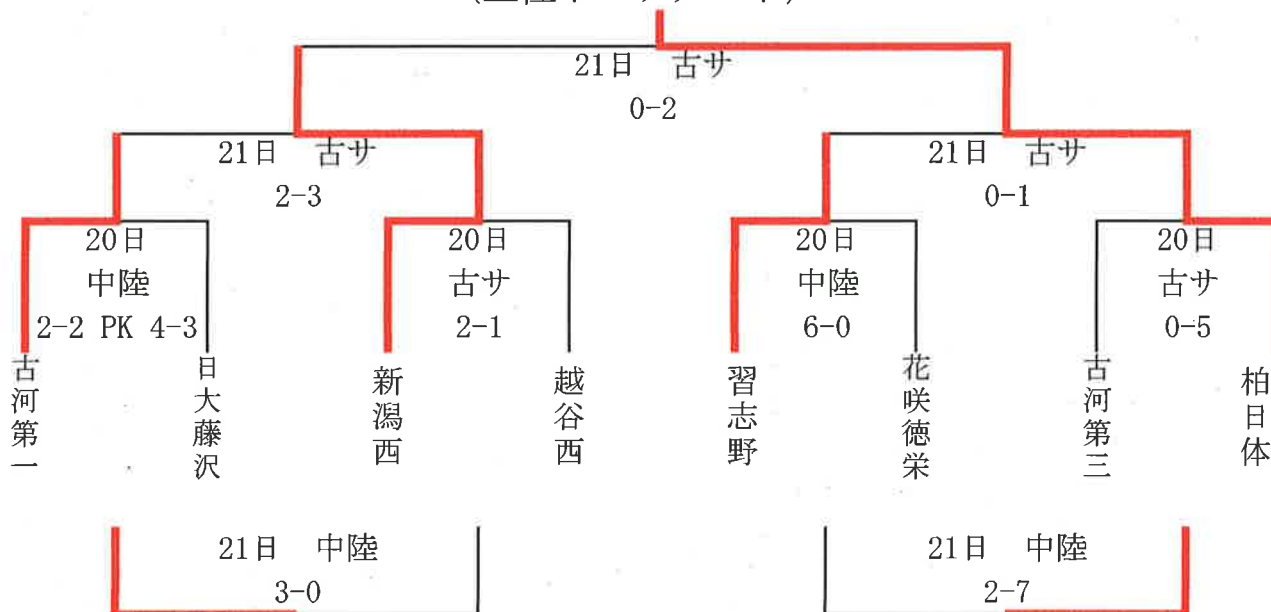 21日 古サ
0-2
21日 古サ
2-3
21日 古サ
0-1
20日
中陸
2-2 PK 4-3
20日
古サ
2-1
20日
中陸
6-0
20日
古サ
0-5
古河第一
日大藤沢
新潟西
越谷西
習志野
花咲徳栄
古河第三
柏日体
21日 中陸
3-0
21日 中陸
2-7